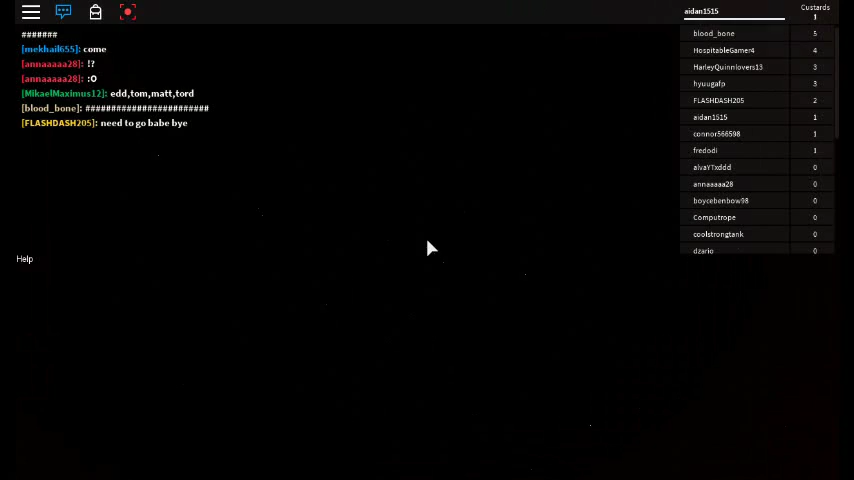 aidan1515 Custards
1
#######
[mekhail655]: come
[annaaaaa28]: !?
[annaaaaa28]: :O
[MikaelMaximus12]: edd,tom,matt,tord
[blood_bone]: ########################
[FLASHDASH205]: need to go babe bye
Help
blood_bone 5
HospitableGamer4 4
HarleyQuinnlovers13 3
hyuugafp 3
FLASHDASH205 2
aidan1515 1
connor566598 1
fredodi 1
alvaYTxddd 0
annaaaaa28 0
boycebenbow98 0
Computrope 0
coolstrongtank 0
dzario 0